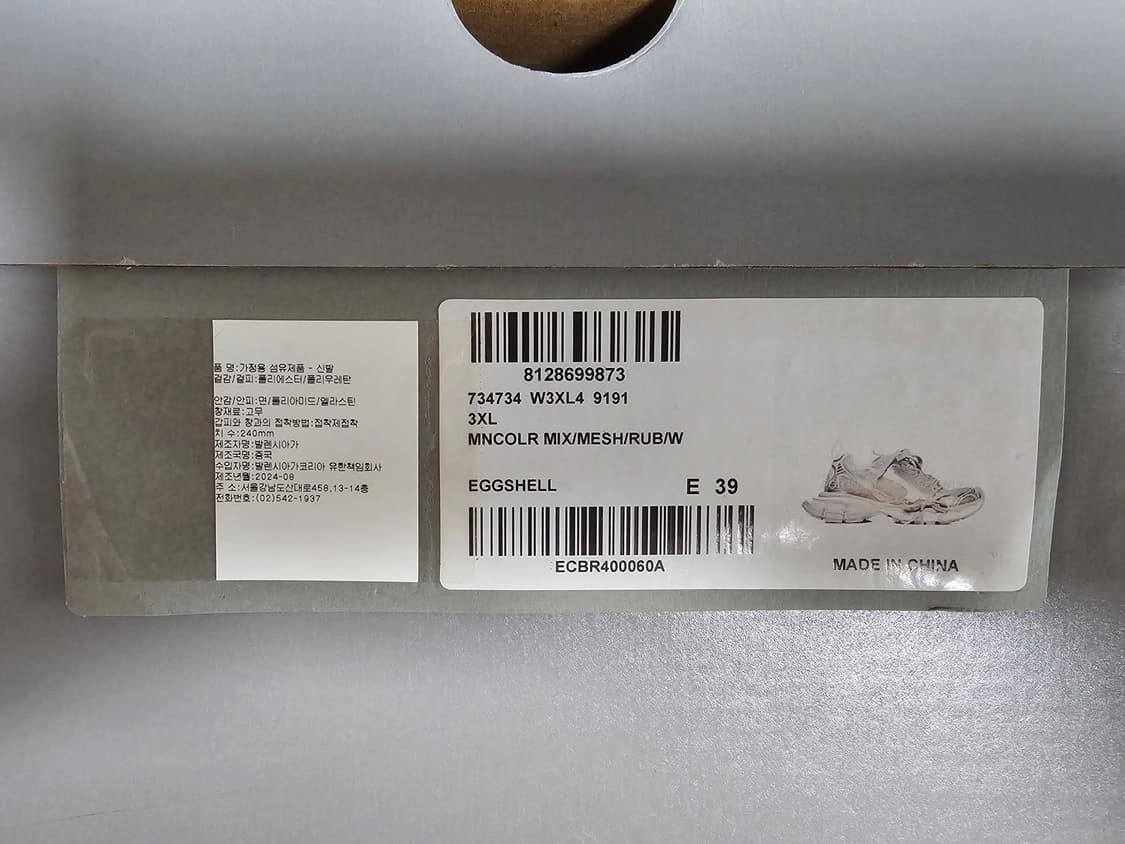 품 명:가정용 섬유제품 - 신발
겉감/겉피:폴리에스터/폴리우레탄
안감/안피:면/폴리아미드/엘라스틴
창재료:고무
갑피와 창과의 접착방법:접착제접착
치 수:240mm
제조자명:발렌시아가
제조국명:중국
수입자명:발렌시아가코리아 유한책임회사
제조년월:2024-08
주 소:서울강남도산대로458,13-14층
전화번호:(02)542-1937
8128699873
734734 W3XL4 9191
3XL
MNCOLR MIX/MESH/RUB/W
EGGSHELL E 39
ECBR400060A
MADE IN CHINA